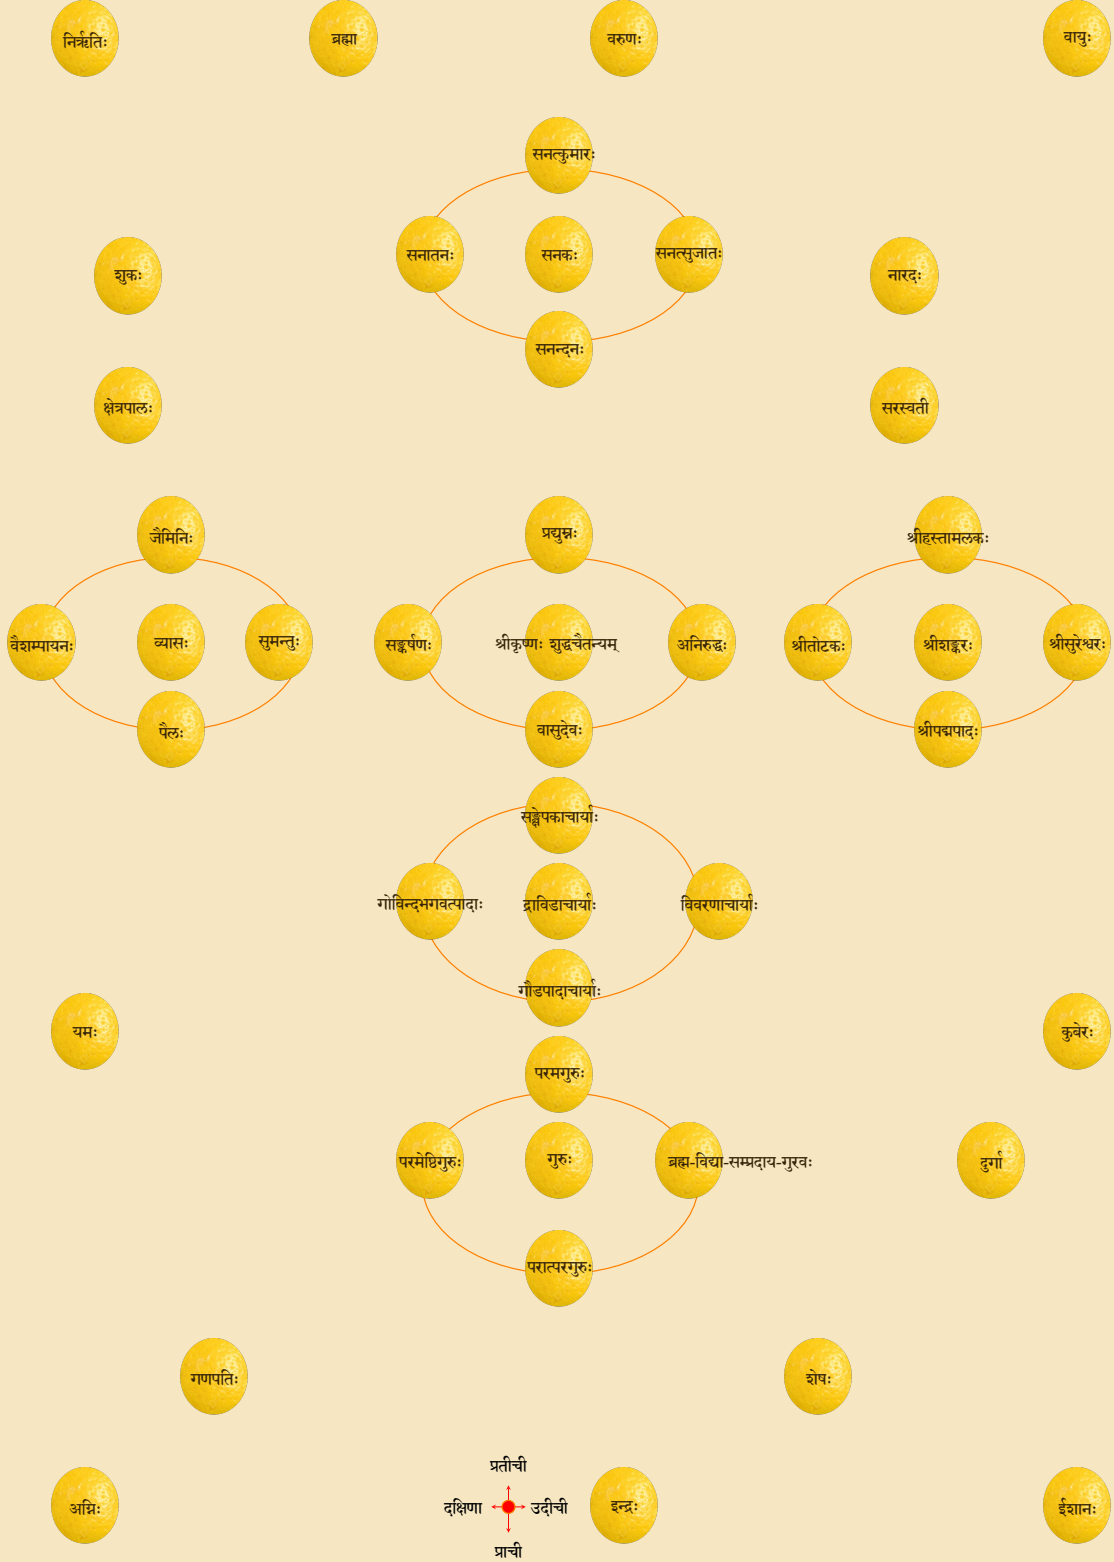 निरृतिः
ब्रह्मा
वरुणः
वायुः
सनत्कुमारः
सनातनः
सनकः
सनत्सुजातः
शुकः
नारदः
सनन्दनः
क्षेत्रपालः
सरस्वती
जैमिनिः
प्रद्युम्नः
श्रीहस्तामलकः
वैशम्पायनः
व्यासः
सुमन्तुः
सङ्कर्षणः
श्रीकृष्णः शुद्धचैतन्यम्
अनिरुद्धः
श्रीतोटकः
श्रीशङ्करः
श्रीसुरेश्वरः
पैलः
वासुदेवः
श्रीपद्मपादः
सङ्क्षेपकाचार्याः
गोविन्दभगवत्पादाः
द्राविडाचार्याः
विवरणाचार्याः
गौडपादाचार्याः
यमः
कुबेरः
परमगुरुः
परमेष्ठिगुरुः
गुरुः
ब्रह्म-विद्या-सम्प्रदाय-गुरवः
दुर्गा
परात्परगुरुः
गणपतिः
शेषः
प्रतीची
अग्निः
दक्षिणा
उदीची
इन्द्रः
ईशानः
प्राची